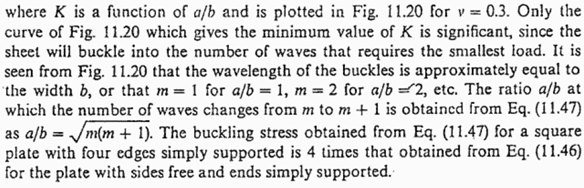 where K is a function of a/b and is plotted in Fig. 11.20 for ν = 0.3. Only the
curve of Fig. 11.20 which gives the minimum value of K is significant, since the
sheet will buckle into the number of waves that requires the smallest load. It is
seen from Fig. 11.20 that the wavelength of the buckles is approximately equal to
the width b, or that m = 1 for a/b = 1, m = 2 for a/b = 2, etc. The ratio a/b at
which the number of waves changes from m to m + 1 is obtained from Eq. (11.47)
as a/b = √m(m + 1). The buckling stress obtained from Eq. (11.47) for a square
plate with four edges simply supported is 4 times that obtained from Eq. (11.46)
for the plate with sides free and ends simply supported.